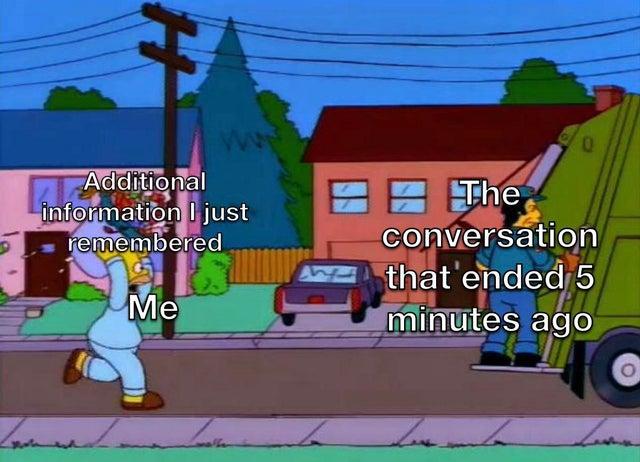 Additional
information I just
remembered
Me
The
conversation
that ended 5
minutes ago